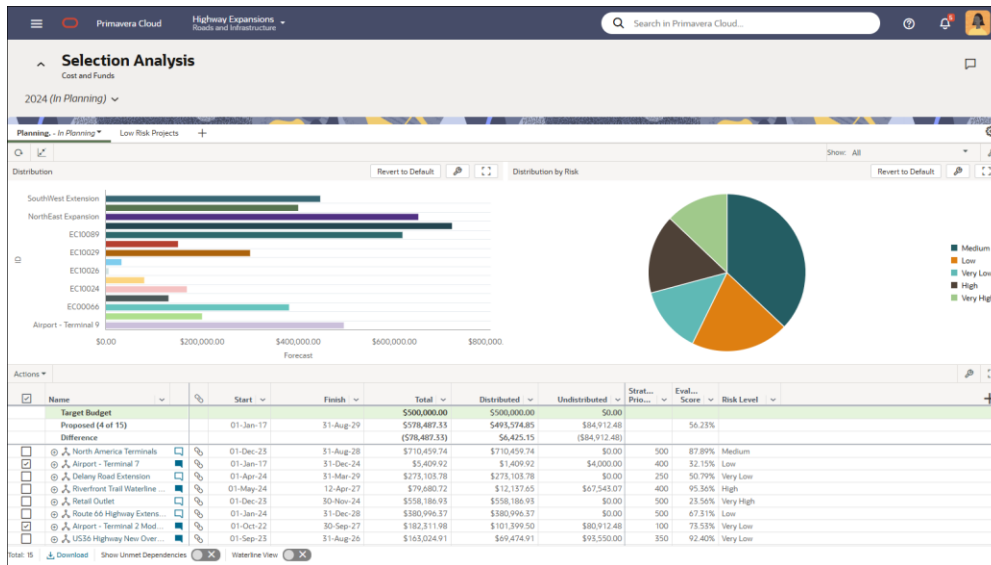 Primavera Cloud
Highway Expansions
Roads and Infrastructure
Search in Primavera Cloud...
Selection Analysis
Cost and Funds
2024 (In Planning)
Planning. - In Planning Low Risk Projects +
Show: All
Distribution Revert to Default Distribution by Risk Revert to Default
SouthWest Extension
NorthEast Expansion
EC10089
EC10029
EC10026
EC10024
EC00066
Airport - Terminal 9
ID
$0.00 $200,000.00 $400,000.00 $600,000.00 $800,000.
Forecast
Medium
Low
Very Low
High
Very High
Actions
Name Start Finish Total Distributed Undistributed Strat... Prio... Eval... Score Risk Level
Target Budget $500,000.00 $500,000.00 $0.00
Proposed (4 of 15) 01-Jan-17 31-Aug-29 $578,487.33 $493,574.85 $84,912.48 56.23%
Difference ($78,487.33) $6,425.15 ($84,912.48)
North America Terminals 01-Dec-23 31-Aug-28 $710,459.74 $710,459.74 $0.00 500 87.89% Medium
Airport - Terminal 7 01-Jan-17 31-Dec-24 $5,409.92 $1,409.92 $4,000.00 400 32.15% Low
Delany Road Extension 01-Apr-24 31-Mar-29 $273,103.78 $273,103.78 $0.00 250 50.79% Very Low
Riverfront Trail Waterline ... 01-May-24 12-Apr-27 $79,680.72 $12,137.65 $67,543.07 400 95.36% High
Retail Outlet 01-Dec-23 31-Aug-28 $558,186.93 $558,186.93 $0.00 500 23.56% Very High
Route 66 Highway Extens... 01-Jan-24 31-Dec-28 $380,996.37 $380,996.37 $0.00 500 67.31% Low
Airport - Terminal 2 Mod... 01-Oct-22 30-Sep-27 $182,311.98 $101,399.50 $80,912.48 100 73.53% Very Low
US36 Highway New Over... 01-Sep-23 31-Aug-26 $163,024.91 $69,474.91 $93,550.00 350 92.40% Very Low
Total: 15 Download Show Unmet Dependencies Waterline View